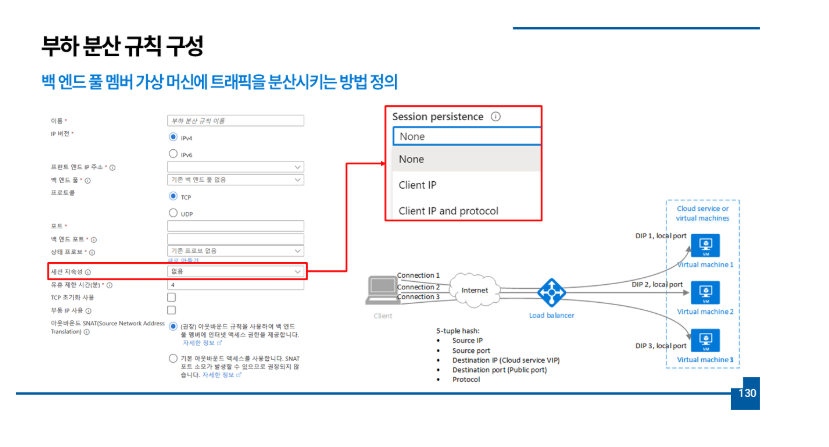 부하 분산 규칙 구성
백 엔드 풀 멤버 가상 머신에 트래픽을 분산시키는 방법 정의
이름 *
부하 분산 규칙 이름
IP 버전 *
IPv4
IPv6
프런트 엔드 IP 주소 *
백 엔드 풀 *
기존 백 엔드 풀 없음
프로토콜
TCP
UDP
포트 *
백 엔드 포트 *
상태 프로브 *
기존 프로브 없음
세션 지속성
없음
유휴 제한 시간(분) *
4
TCP 초기화 사용
부동 IP 사용
아웃바운드 SNAT(Source Network Address
Translation)
(권장) 아웃바운드 규칙을 사용하여 백 엔드
풀 멤버에 인터넷 액세스 권한을 제공합니다.
자세한 정보
기본 아웃바운드 액세스를 사용합니다. SNAT
포트 소모가 발생할 수 있으므로 권장되지 않
습니다. 자세한 정보
Session persistence
None
None
Client IP
Client IP and protocol
Cloud service or
virtual machines
DIP 1, local port
VM
Virtual machine 1
Connection 1
Connection 2
Connection 3
Internet
Client
Load balancer
DIP 2, local port
VM
Virtual machine 2
DIP 3, local port
VM
Virtual machine 3
5-tuple hash:
• Source IP
• Source port
• Destination IP (Cloud service VIP)
• Destination port (Public port)
• Protocol
130